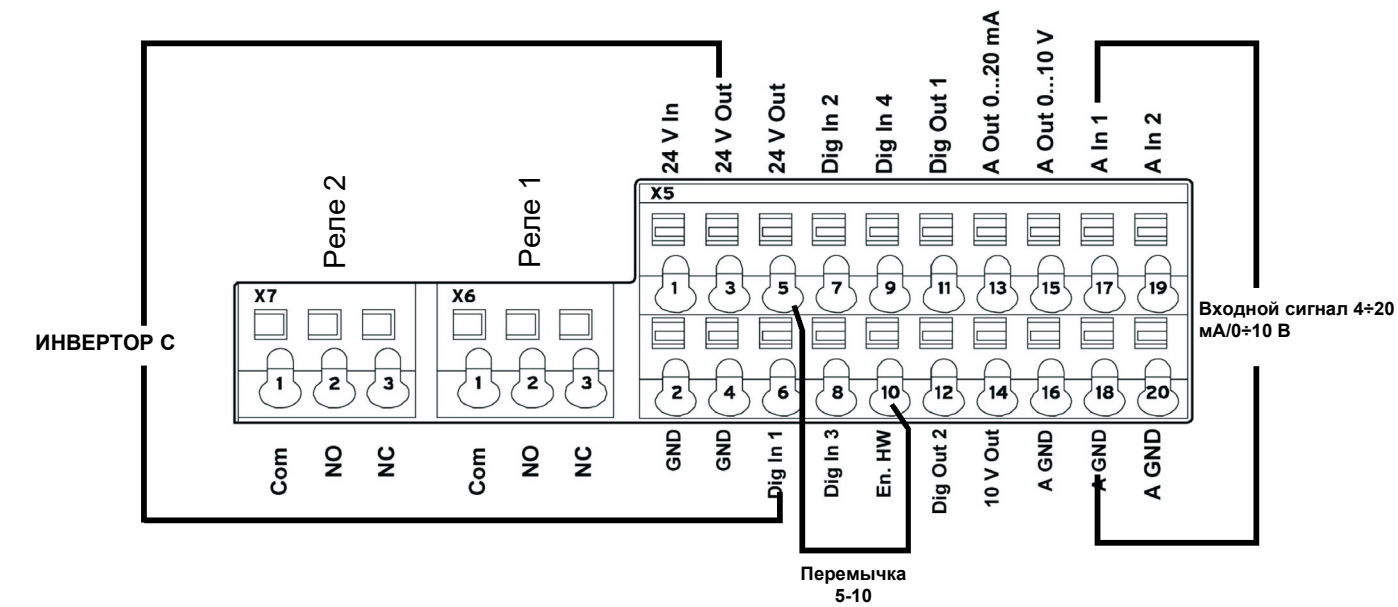 24 V In
24 V Out
24 V Out
Dig In 2
Dig In 4
Dig Out 1
A Out 0...20 mA
A Out 0...10 V
A In 1
A In 2
X5
Реле 2
Реле 1
1 3 5 7 9 11 13 15 17 19
X7
X6
Входной сигнал 4÷20
мА/0÷10 В
ИНВЕРТОР С
1 2 3
1 2 3
2 4 6 8 10 12 14 16 18 20
Com
NO
NC
Com
NO
NC
GND
GND
Dig In 1
Dig In 3
En. HW
Dig Out 2
10 V Out
A GND
A GND
A GND
Перемычка
5-10